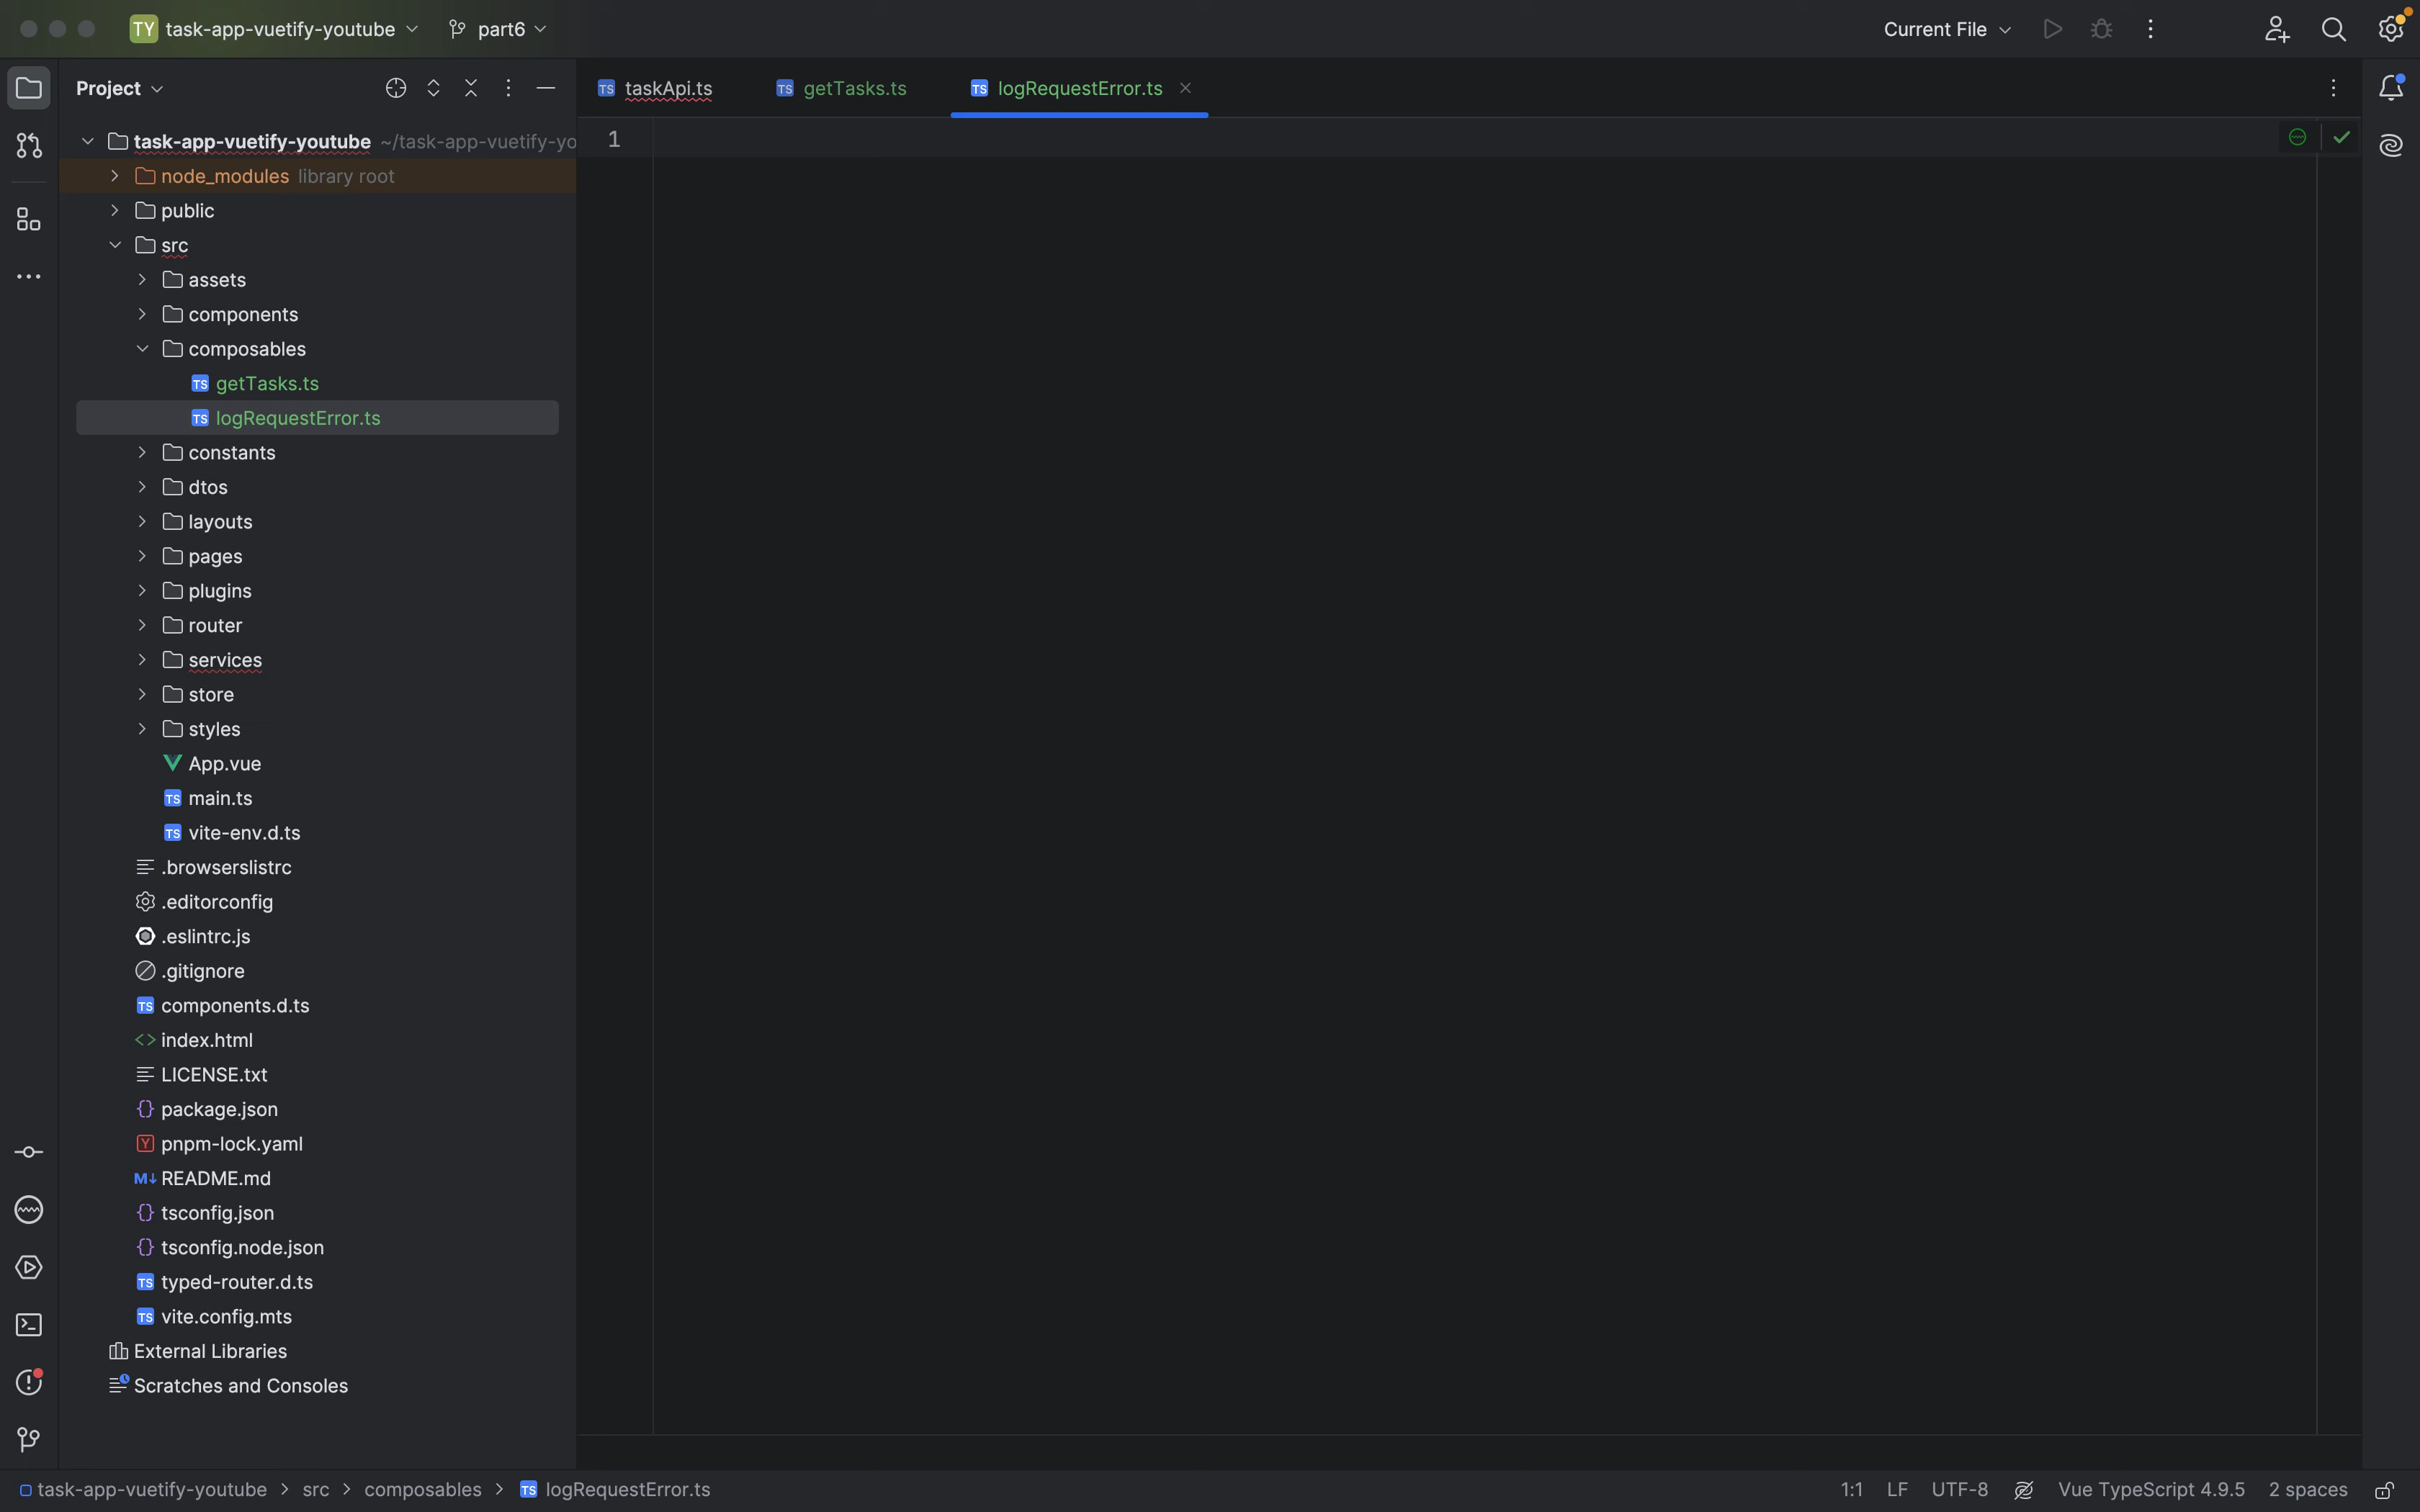 TY task-app-vuetify-youtube part6 Current File
Project
taskApi.ts getTasks.ts logRequestError.ts
task-app-vuetify-youtube ~/task-app-vuetify-yo
1
node_modules library root
public
src
assets
components
composables
getTasks.ts
logRequestError.ts
constants
dtos
layouts
pages
plugins
router
services
store
styles
App.vue
main.ts
vite-env.d.ts
.browserslistrc
.editorconfig
.eslintrc.js
.gitignore
components.d.ts
index.html
LICENSE.txt
package.json
pnpm-lock.yaml
README.md
tsconfig.json
tsconfig.node.json
typed-router.d.ts
vite.config.mts
External Libraries
Scratches and Consoles
task-app-vuetify-youtube > src > composables > TS logRequestError.ts 1:1 LF UTF-8 Vue TypeScript 4.9.5 2 spaces